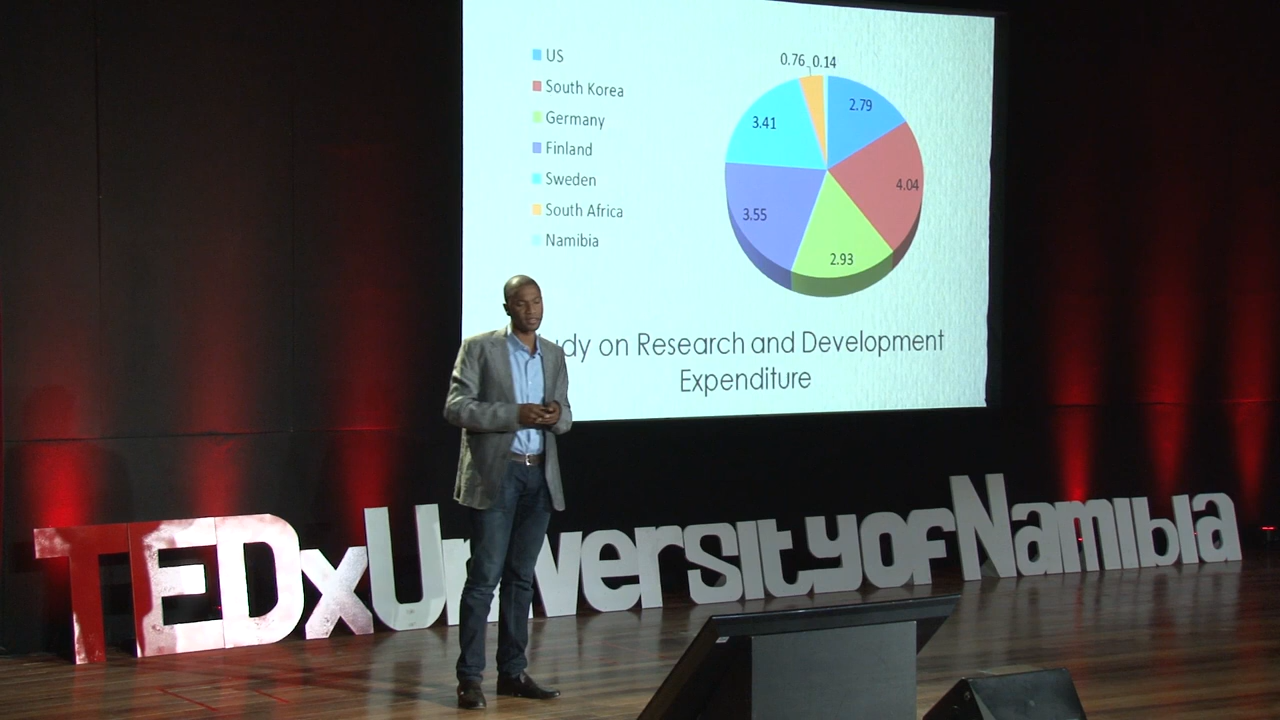 US
South Korea
Germany
Finland
Sweden
South Africa
Namibia
0.76 0.14
2.79
3.41
4.04
3.55
2.93
on Research and Development
Expenditure
TEDxUniversityofNamibia